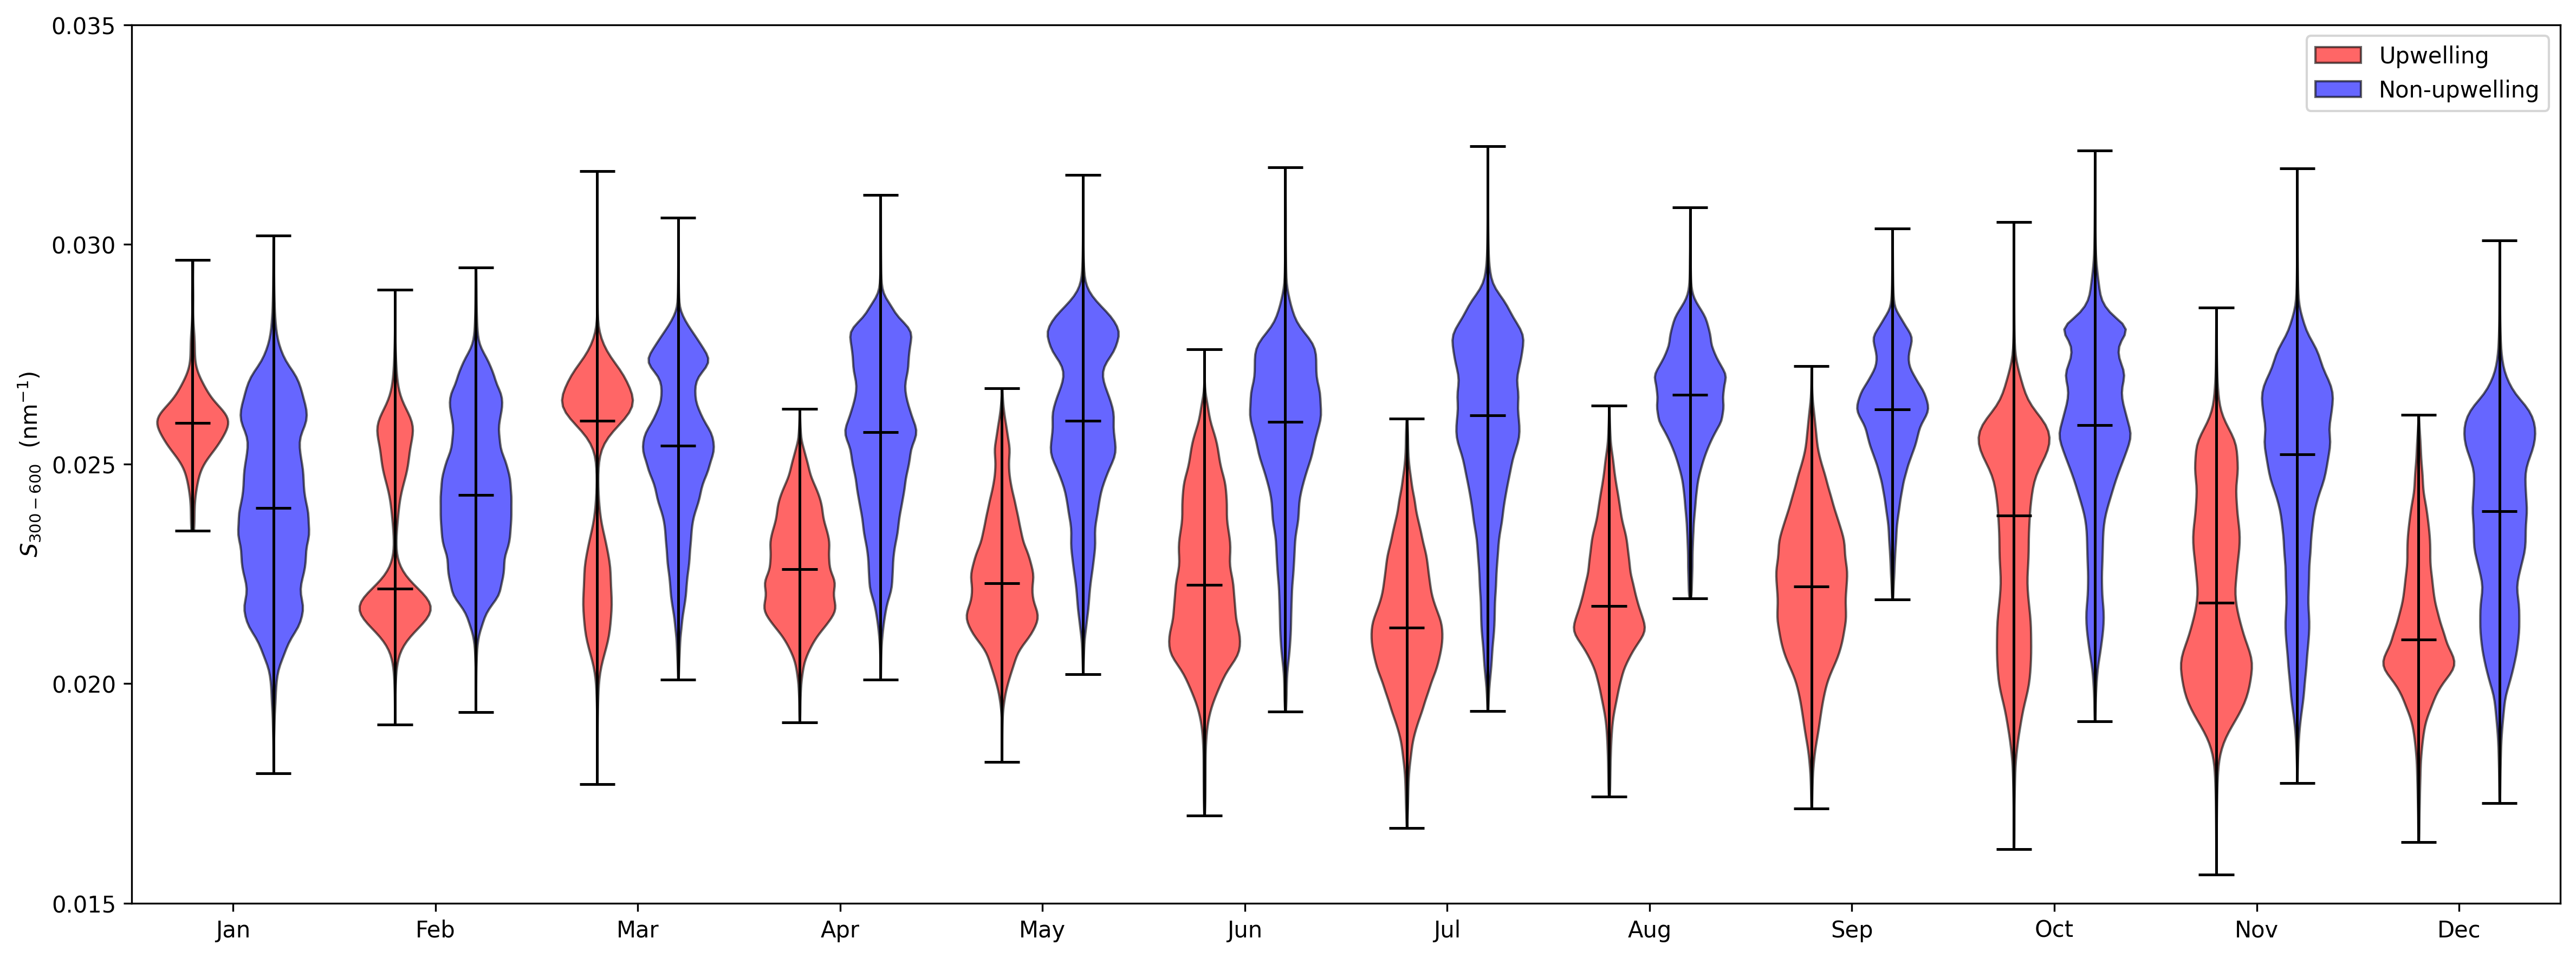 0.035
0.030
0.025
0.020
0.015
S₃₀₀₋₆₀₀ (nm⁻¹)
Upwelling
Non-upwelling
Jan Feb Mar Apr May Jun Jul Aug Sep Oct Nov Dec